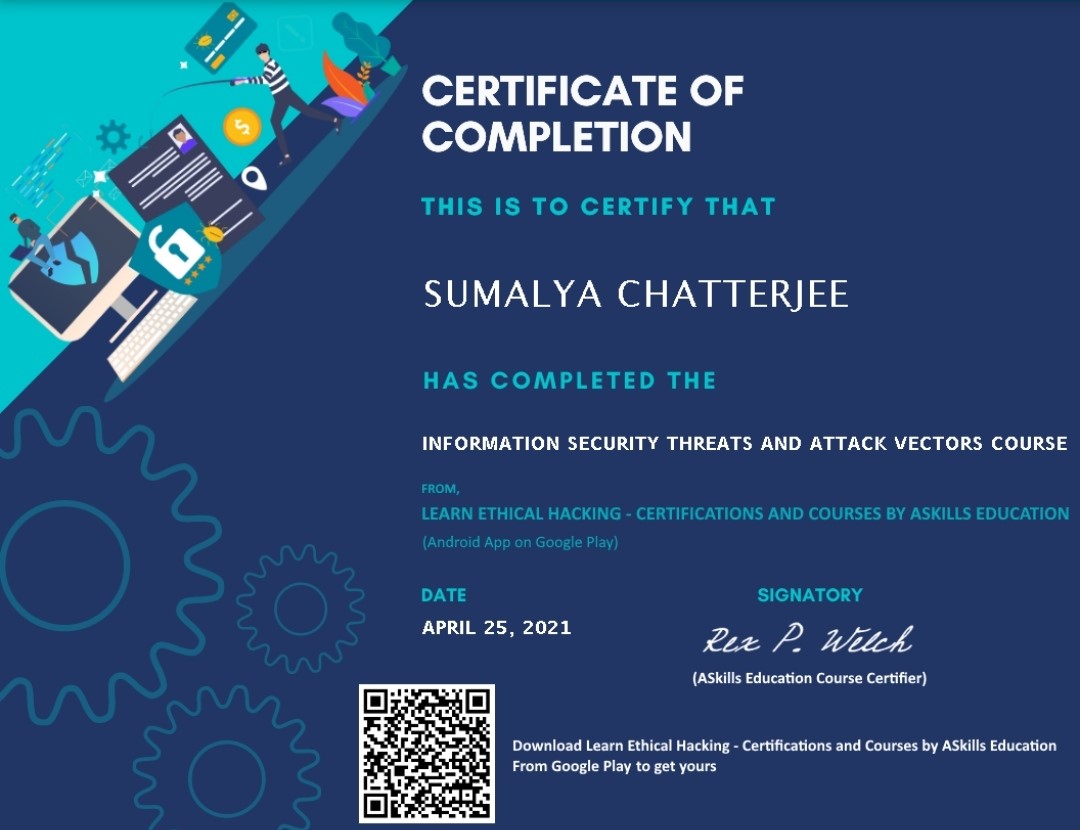 CERTIFICATE OF
COMPLETION
THIS IS TO CERTIFY THAT
SUMALYA CHATTERJEE
HAS COMPLETED THE
INFORMATION SECURITY THREATS AND ATTACK VECTORS COURSE
FROM,
LEARN ETHICAL HACKING - CERTIFICATIONS AND COURSES BY ASKILLS EDUCATION
(Android App on Google Play)
DATE
APRIL 25, 2021
SIGNATORY
Rex P. Welch
(ASkills Education Course Certifier)
Download Learn Ethical Hacking - Certifications and Courses by ASkills Education
From Google Play to get yours